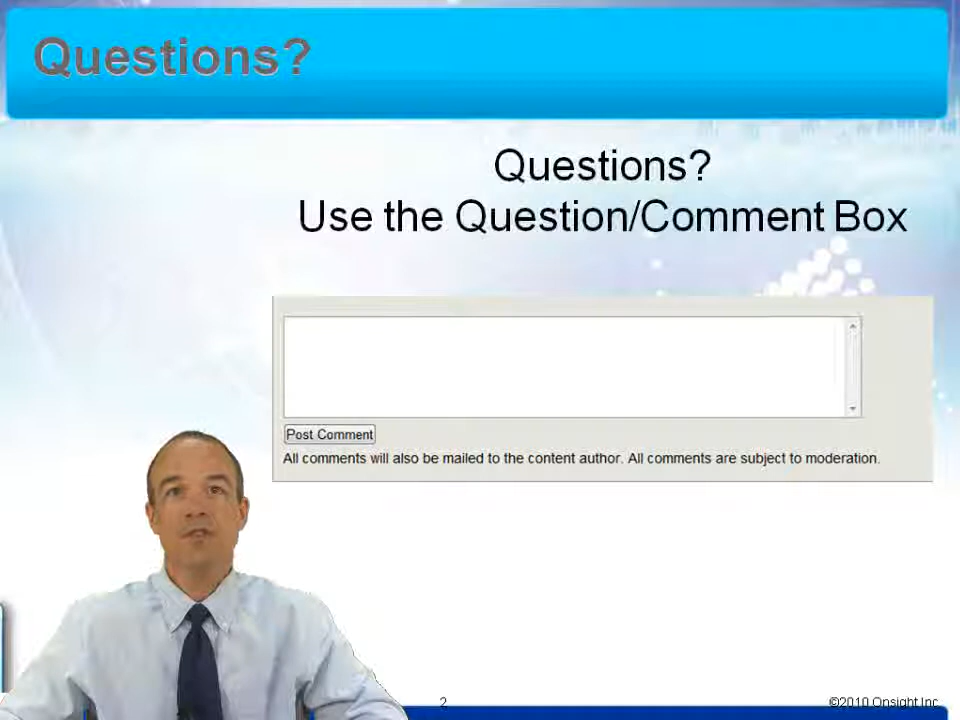 Questions?
Questions?
Use the Question/Comment Box
Post Comment
All comments will also be mailed to the content author. All comments are subject to moderation.
2
©2010 Onsight Inc